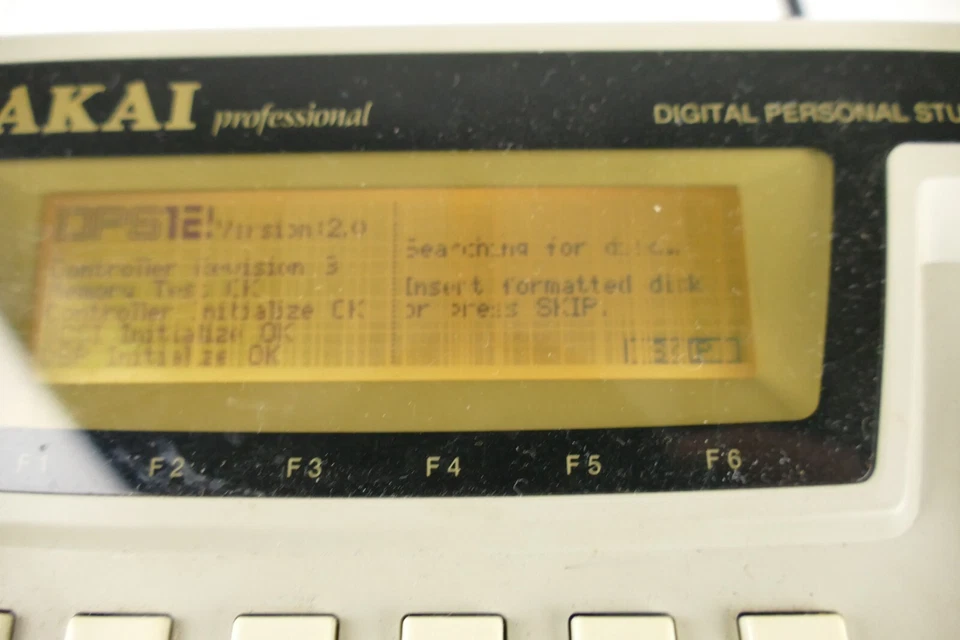 AKAI professional
DIGITAL PERSONAL STU
DPS12! Version:2.0
Controller Revision 3
Memory Test OK
Controller Initialize OK
Initialize OK
Initialize OK
Searching for
Insert formatted disk
or press SKIP.
F1 F2 F3 F4 F5 F6